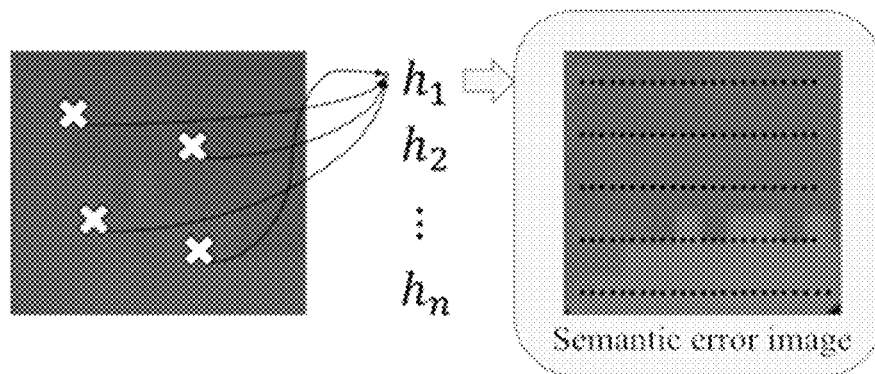 h₁
h₂
⋮
hₙ
Semantic error image